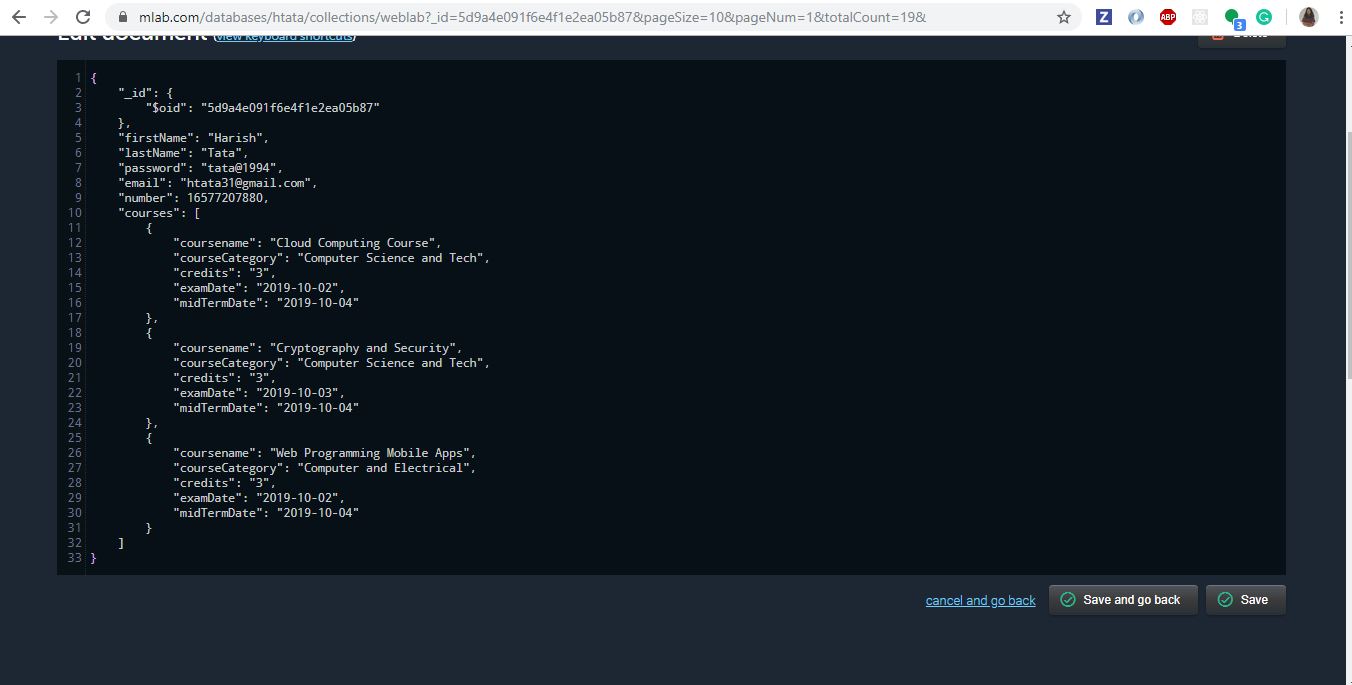 mlab.com/databases/htata/collections/weblab?_id=5d9a4e091f6e4f1e2ea05b87&pageSize=10&pageNum=1&totalCount=19&
Z ABP 3 G
Edit document (view keyboard shortcuts) Delete
1 {
2 "_id": {
3 "$oid": "5d9a4e091f6e4f1e2ea05b87"
4 },
5 "firstName": "Harish",
6 "lastName": "Tata",
7 "password": "tata@1994",
8 "email": "htata31@gmail.com",
9 "number": 16577207880,
10 "courses": [
11 {
12 "coursename": "Cloud Computing Course",
13 "courseCategory": "Computer Science and Tech",
14 "credits": "3",
15 "examDate": "2019-10-02",
16 "midTermDate": "2019-10-04"
17 },
18 {
19 "coursename": "Cryptography and Security",
20 "courseCategory": "Computer Science and Tech",
21 "credits": "3",
22 "examDate": "2019-10-03",
23 "midTermDate": "2019-10-04"
24 },
25 {
26 "coursename": "Web Programming Mobile Apps",
27 "courseCategory": "Computer and Electrical",
28 "credits": "3",
29 "examDate": "2019-10-02",
30 "midTermDate": "2019-10-04"
31 }
32 ]
33 }
cancel and go back Save and go back Save